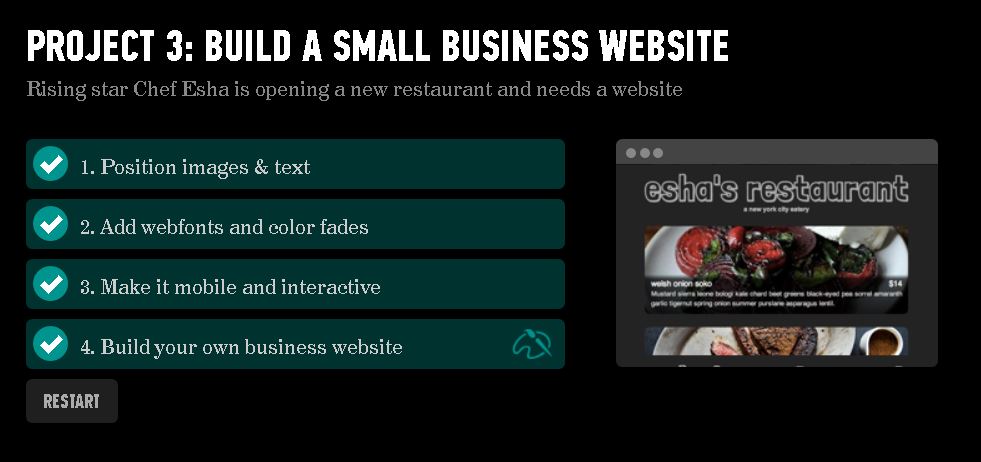 PROJECT 3: BUILD A SMALL BUSINESS WEBSITE
Rising star Chef Esha is opening a new restaurant and needs a website
1. Position images & text
2. Add webfonts and color fades
3. Make it mobile and interactive
4. Build your own business website
RESTART
esha's restaurant
a new york city eatery
welsh onion soko $14
Mustard sierra leone bologi kale chard beet greens black-eyed pea sorrel amaranth
garlic tigernut spring onion summer purslane asparagus lentil.